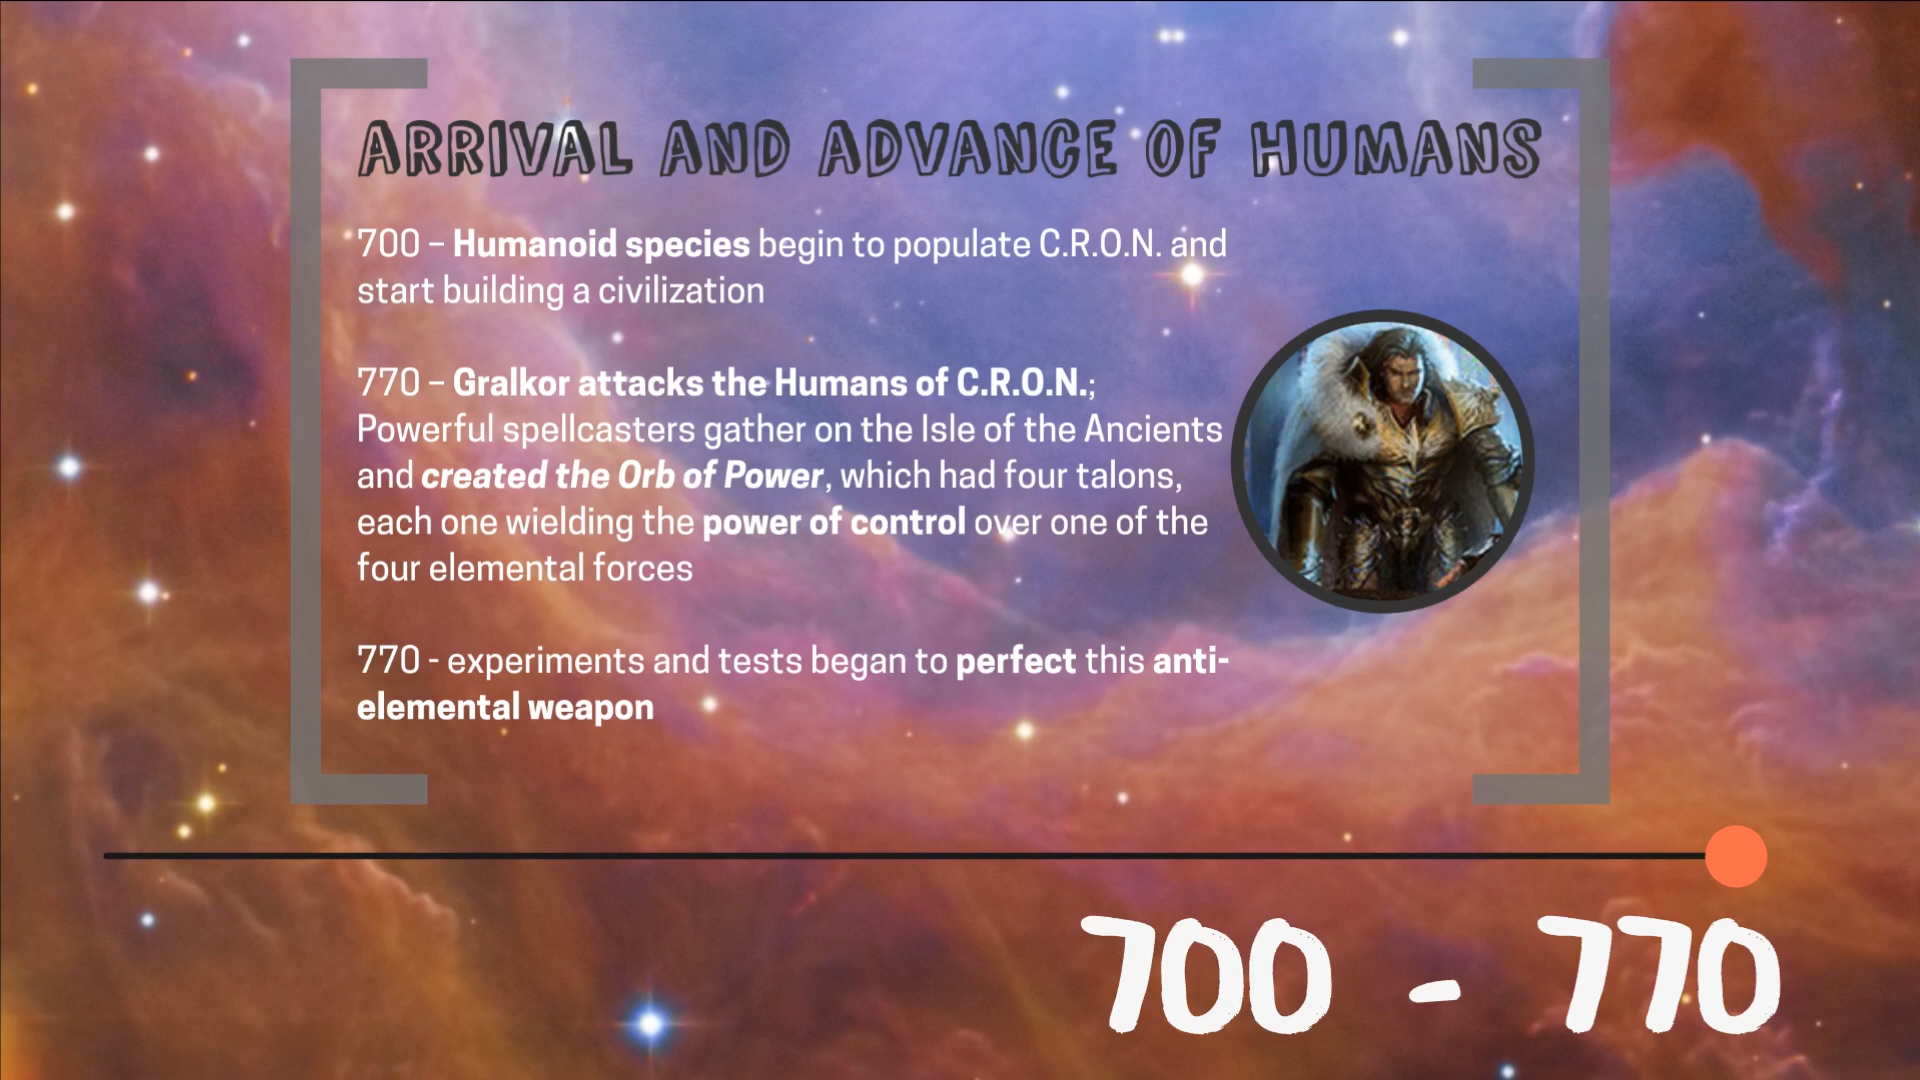 ARRIVAL AND ADVANCE OF HUMANS
700 – Humanoid species begin to populate C.R.O.N. and
start building a civilization
770 – Gralkor attacks the Humans of C.R.O.N.;
Powerful spellcasters gather on the Isle of the Ancients
and created the Orb of Power, which had four talons,
each one wielding the power of control over one of the
four elemental forces
770 - experiments and tests began to perfect this anti-
elemental weapon
700 - 770